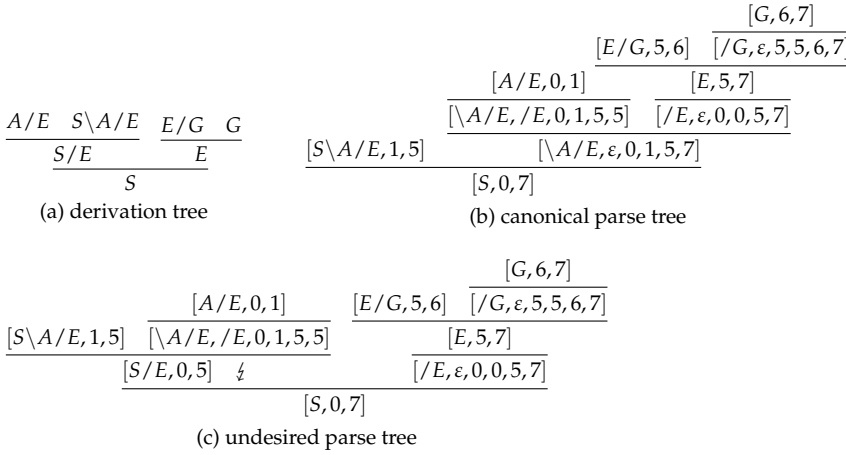 [G, 6, 7]
[E/G, 5, 6] [/G, ε, 5, 5, 6, 7]
[A/E, 0, 1] [E, 5, 7]
A/E S\A/E E/G G [\A/E, /E, 0, 1, 5, 5] [/E, ε, 0, 0, 5, 7]
S/E E [S\A/E, 1, 5] [\A/E, ε, 0, 1, 5, 7]
S [S, 0, 7]
(a) derivation tree (b) canonical parse tree
[G, 6, 7]
[A/E, 0, 1] [E/G, 5, 6] [/G, ε, 5, 5, 6, 7]
[S\A/E, 1, 5] [\A/E, /E, 0, 1, 5, 5] [E, 5, 7]
[S/E, 0, 5] ↯ [/E, ε, 0, 0, 5, 7]
[S, 0, 7]
(c) undesired parse tree